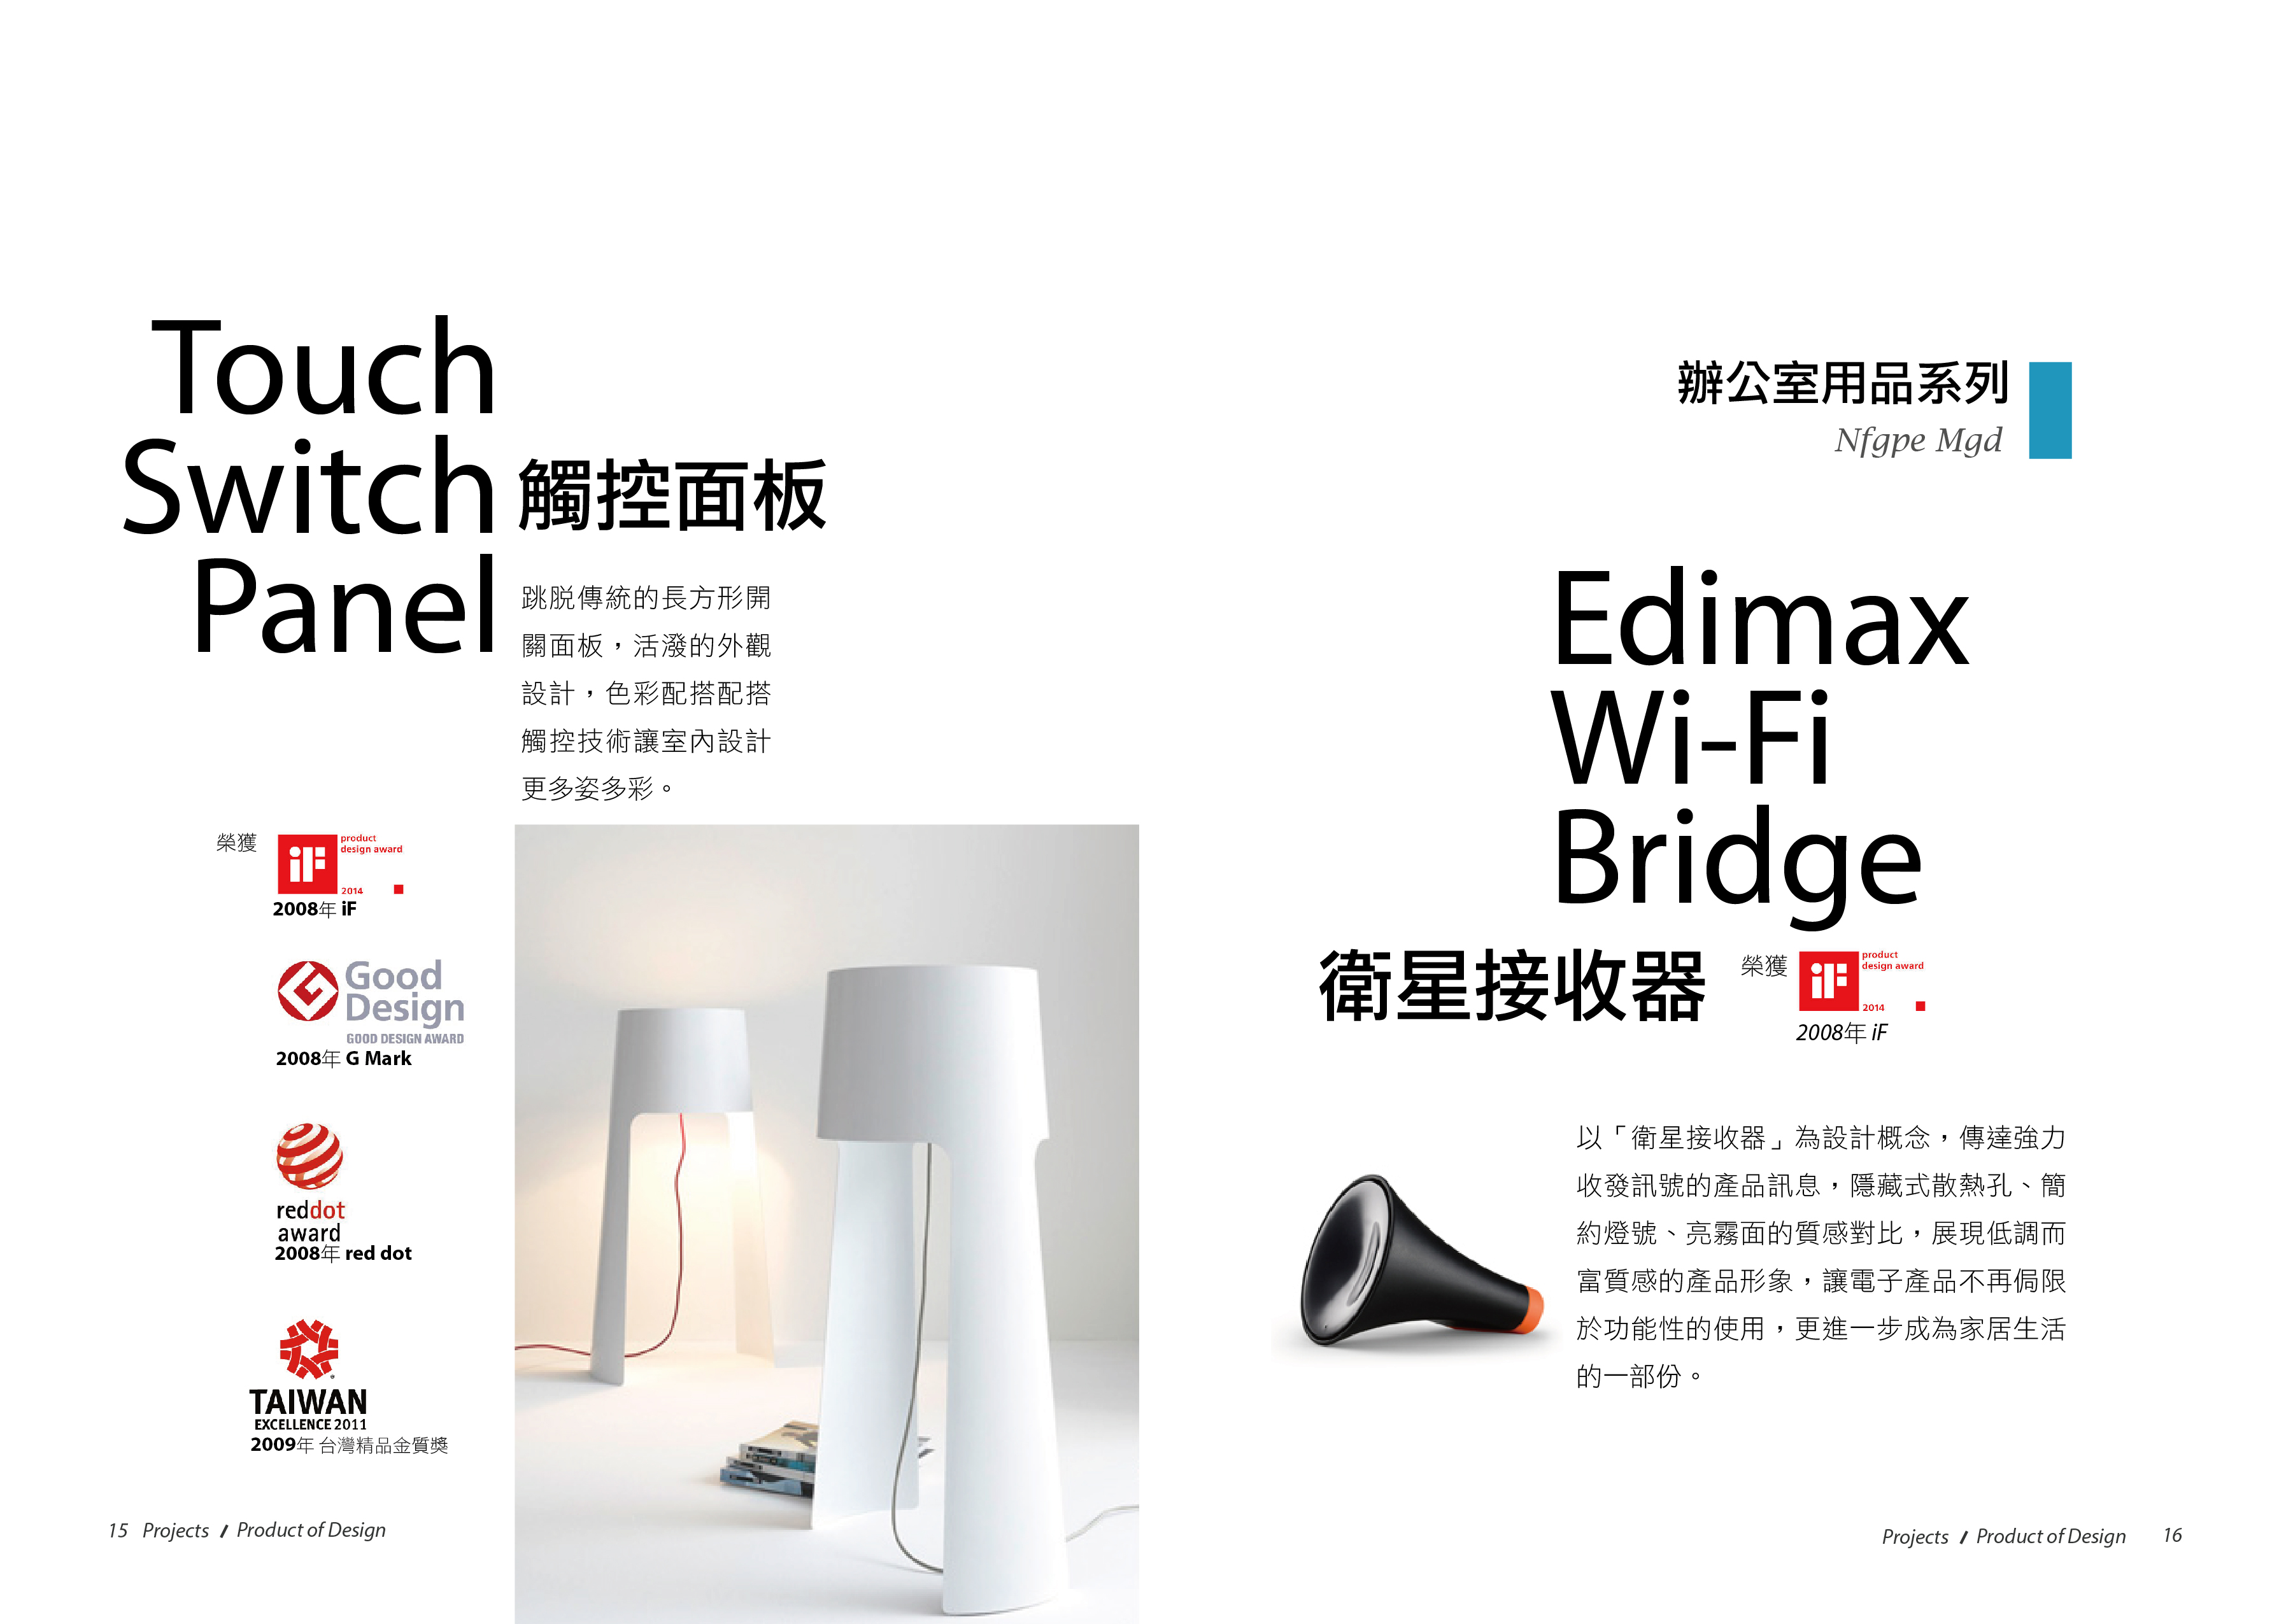 Touch
Switch
Panel
觸控面板
跳脫傳統的長方形開
關面板，活潑的外觀
設計，色彩配搭配搭
觸控技術讓室內設計
更多姿多彩。
榮獲
iF
product
design award
2014
2008年 iF
Good
Design
GOOD DESIGN AWARD
2008年 G Mark
reddot
award
2008年 red dot
TAIWAN
EXCELLENCE 2011
2009年 台灣精品金質獎
15 Projects / Product of Design
辦公室用品系列
Nfgpe Mgd
Edimax
Wi-Fi
Bridge
衛星接收器
榮獲
iF
product
design award
2014
2008年 iF
以「衛星接收器」為設計概念，傳達強力
收發訊號的產品訊息，隱藏式散熱孔、簡
約燈號、亮霧面的質感對比，展現低調而
富質感的產品形象，讓電子產品不再侷限
於功能性的使用，更進一步成為家居生活
的一部份。
Projects / Product of Design 16